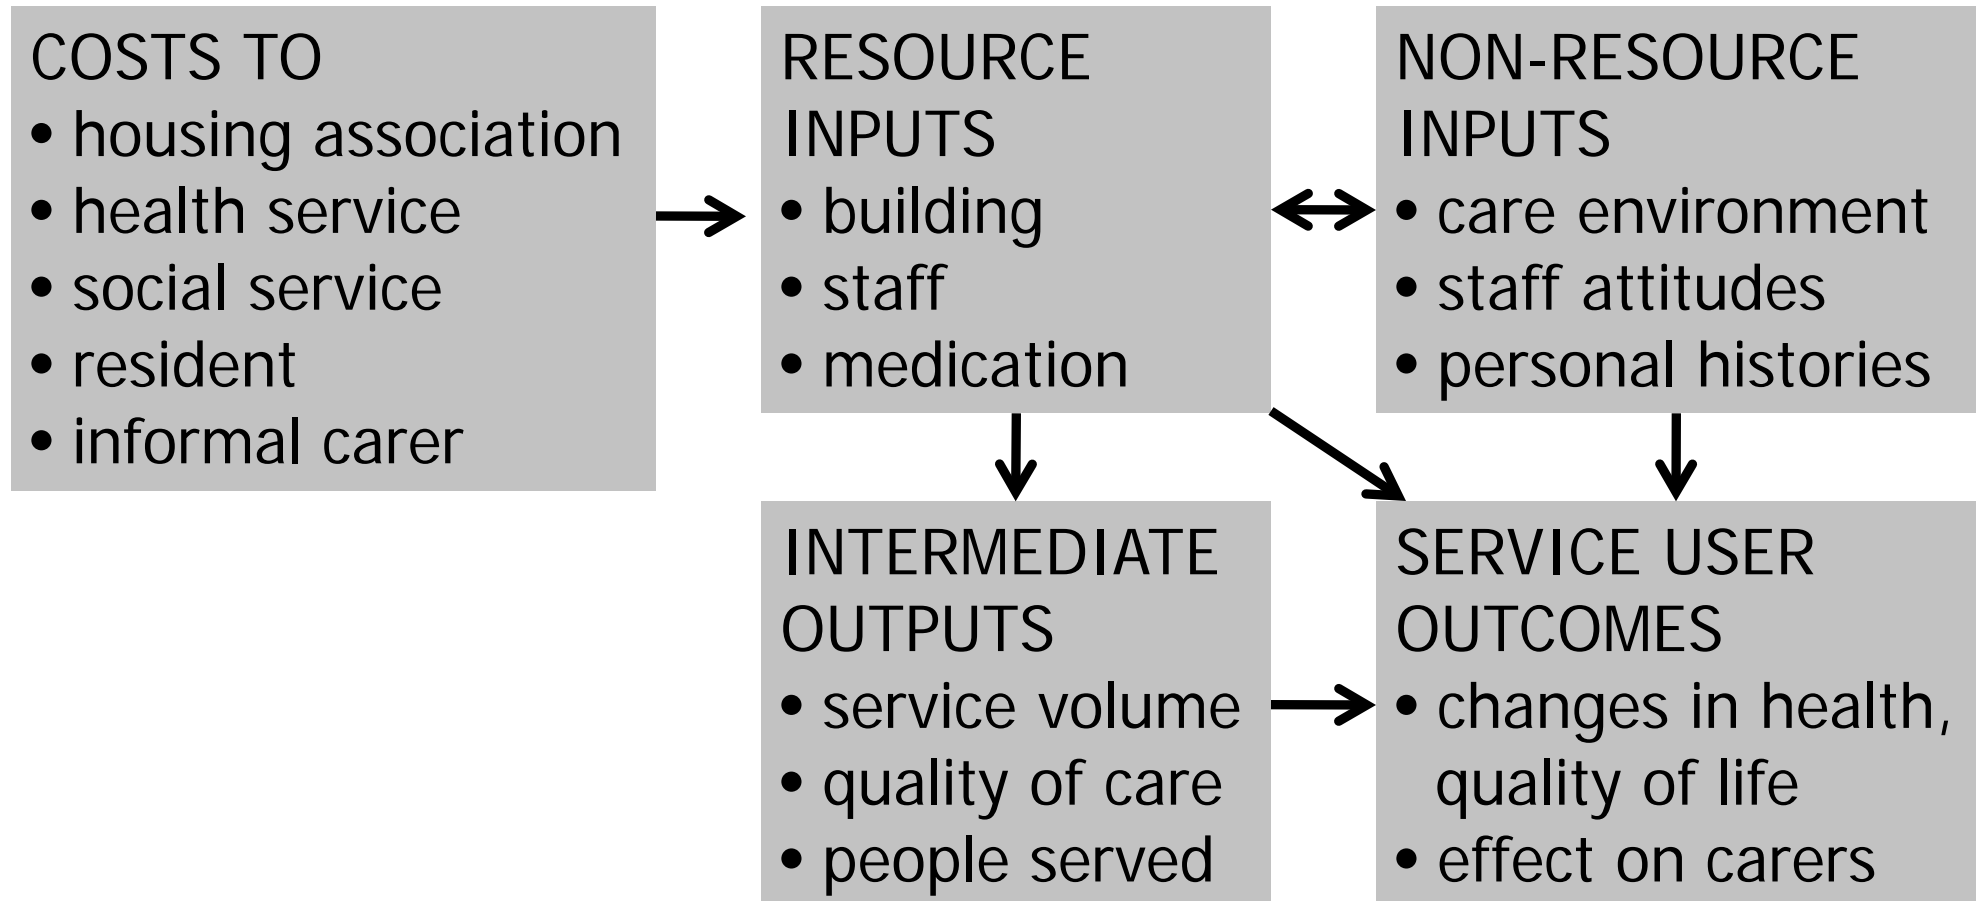 COSTS TO
• housing association
• health service
• social service
• resident
• informal carer
RESOURCE
INPUTS
• building
• staff
• medication
NON-RESOURCE
INPUTS
• care environment
• staff attitudes
• personal histories
INTERMEDIATE
OUTPUTS
• service volume
• quality of care
• people served
SERVICE USER
OUTCOMES
• changes in health,
quality of life
• effect on carers